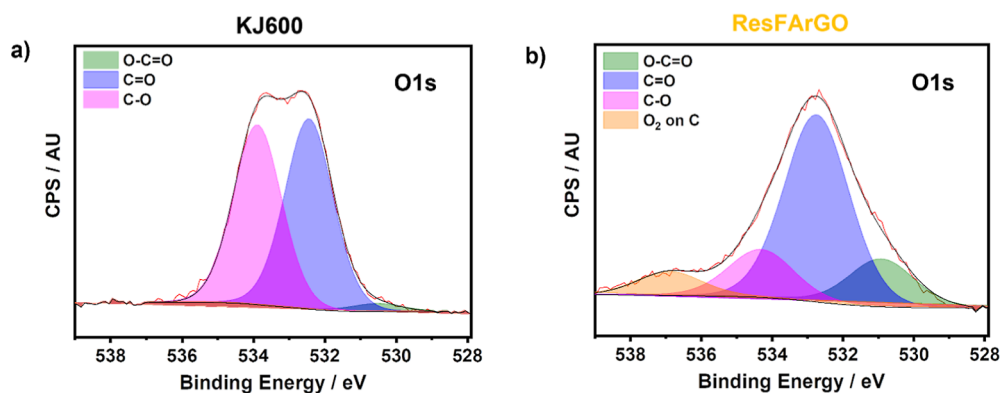 KJ600
a)
O-C=O
C=O
C-O
O1s
CPS / AU
538 536 534 532 530 528
Binding Energy / eV
ResFArGO
b)
O-C=O
C=O
C-O
O₂ on C
O1s
CPS / AU
538 536 534 532 530 528
Binding Energy / eV